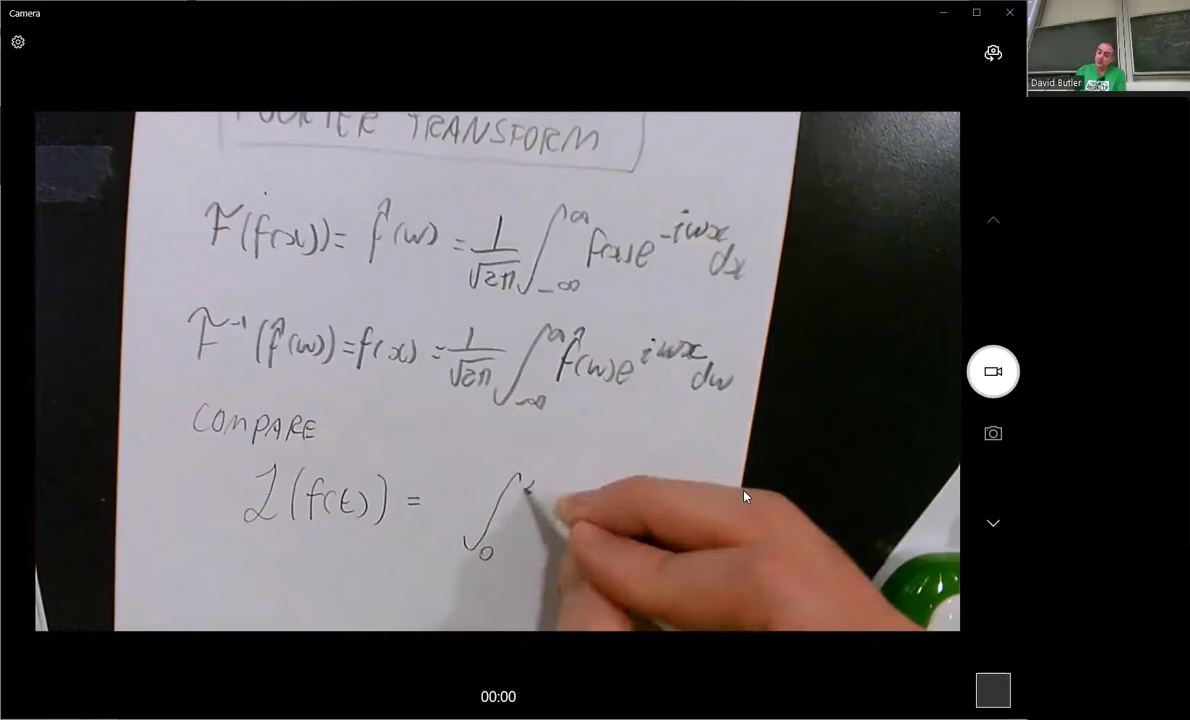 Camera
David Butler
FOURIER TRANSFORM
F(f(x)) = f̂(w) = 1/√2π ∫_-∞^∞ f(x)e^-iwx dx
F^-1(f̂(w)) = f(x) = 1/√2π ∫_-∞^∞ f̂(w)e^iwx dw
COMPARE
L(f(t)) = ∫_0
00:00